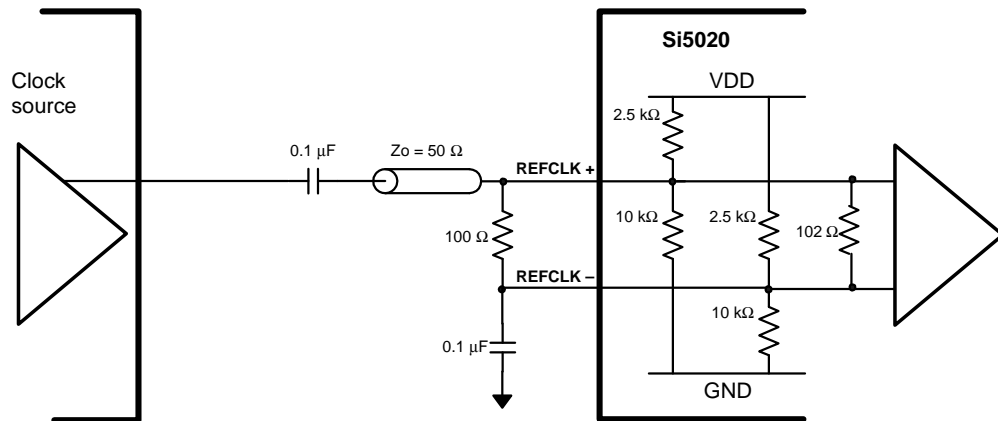 Si5020
Clock
source
VDD
2.5 kΩ
0.1 μF
Zo = 50 Ω
REFCLK +
10 kΩ
2.5 kΩ
102 Ω
100 Ω
REFCLK –
10 kΩ
0.1 μF
GND